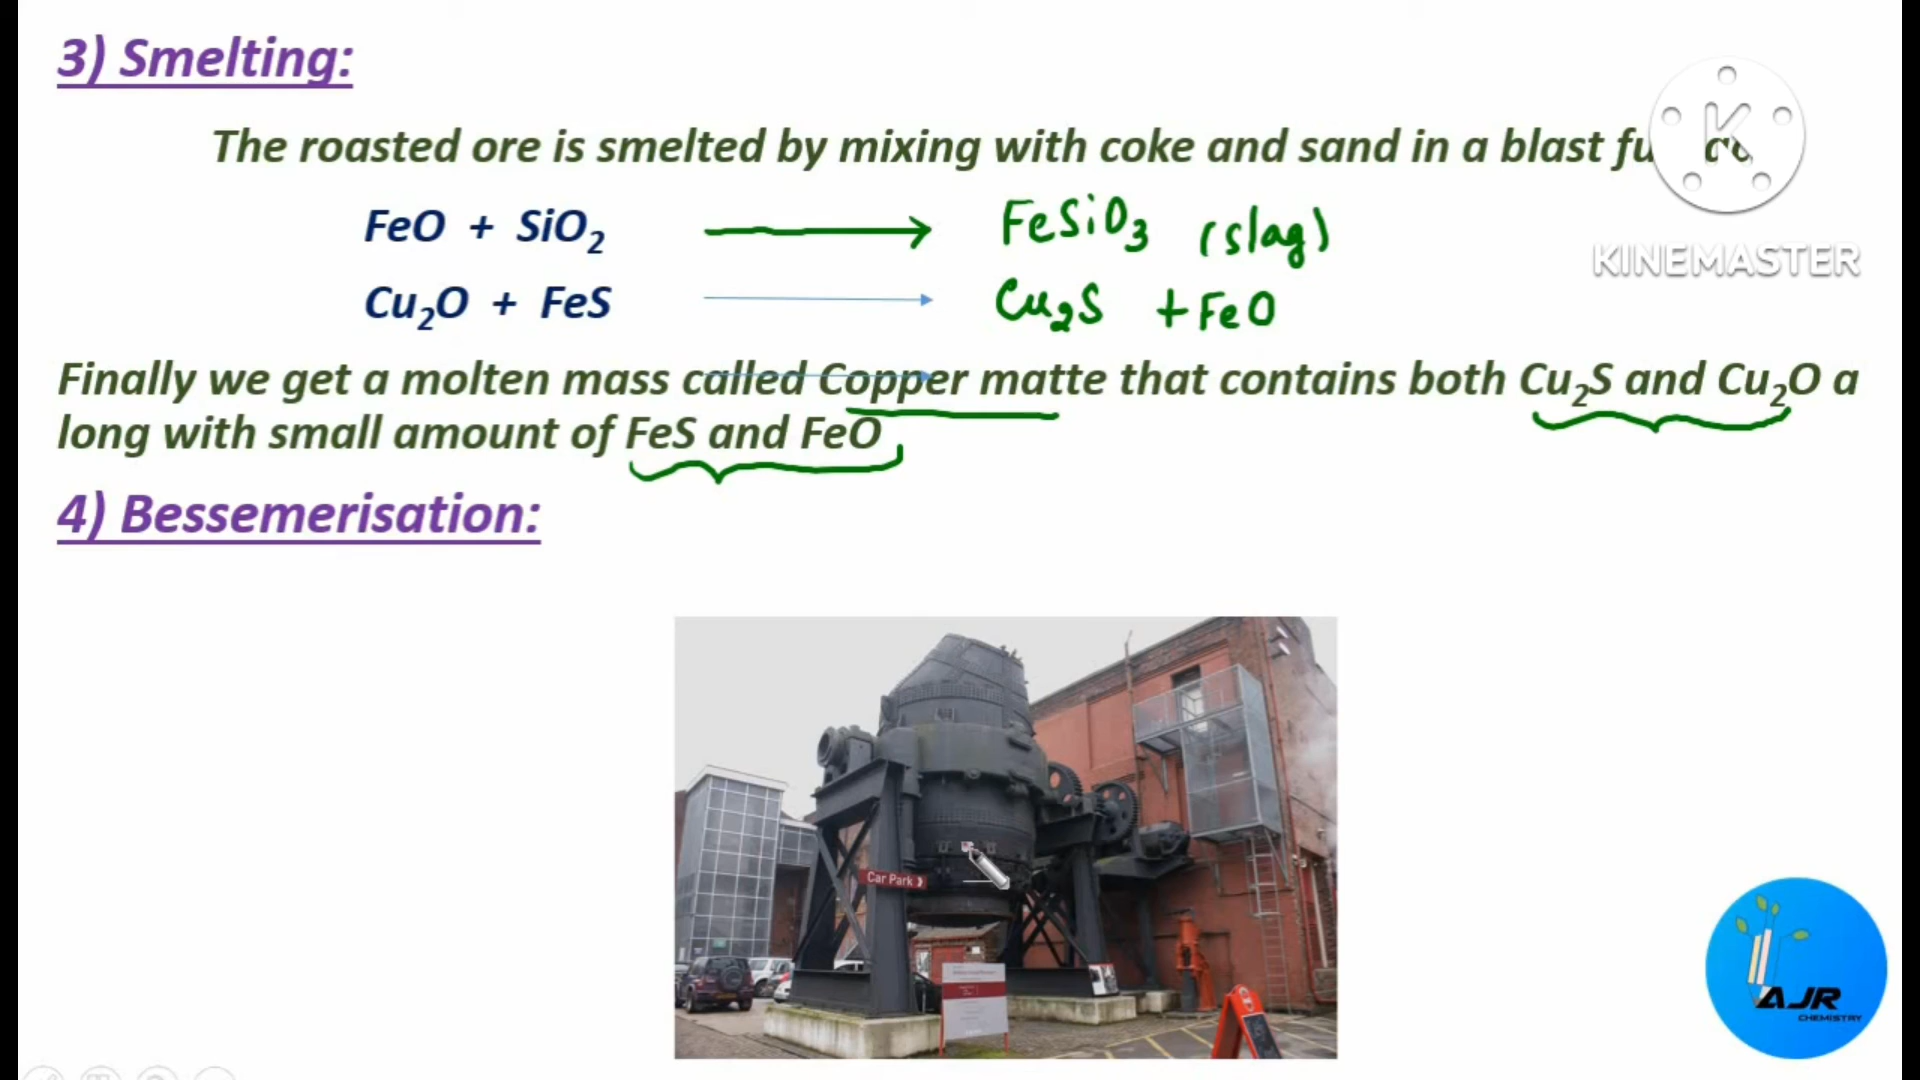 3) Smelting:
The roasted ore is smelted by mixing with coke and sand in a blast
FeO + SiO₂ → FeSiO₃ (slag)
KINEMASTER
Cu₂O + FeS → Cu₂S + FeO
Finally we get a molten mass called Copper matte that contains both Cu₂S and Cu₂O a
long with small amount of FeS and FeO
4) Bessemerisation:
Car Park
AJR
CHEMISTRY